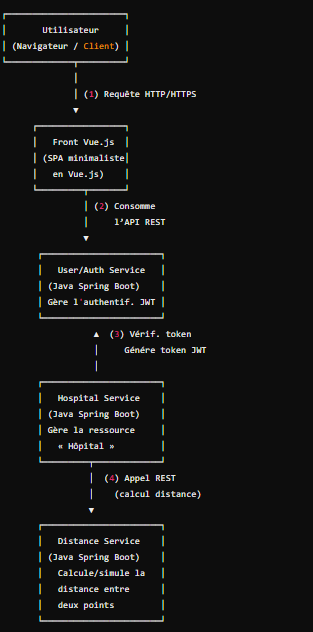 Utilisateur
(Navigateur / Client)
(1) Requête HTTP/HTTPS
Front Vue.js
(SPA minimaliste
en Vue.js)
(2) Consomme
l’API REST
User/Auth Service
(Java Spring Boot)
Gère l'authentif. JWT
(3) Vérif. token
Génére token JWT
Hospital Service
(Java Spring Boot)
Gère la ressource
« Hôpital »
(4) Appel REST
(calcul distance)
Distance Service
(Java Spring Boot)
Calcule/simule la
distance entre
deux points